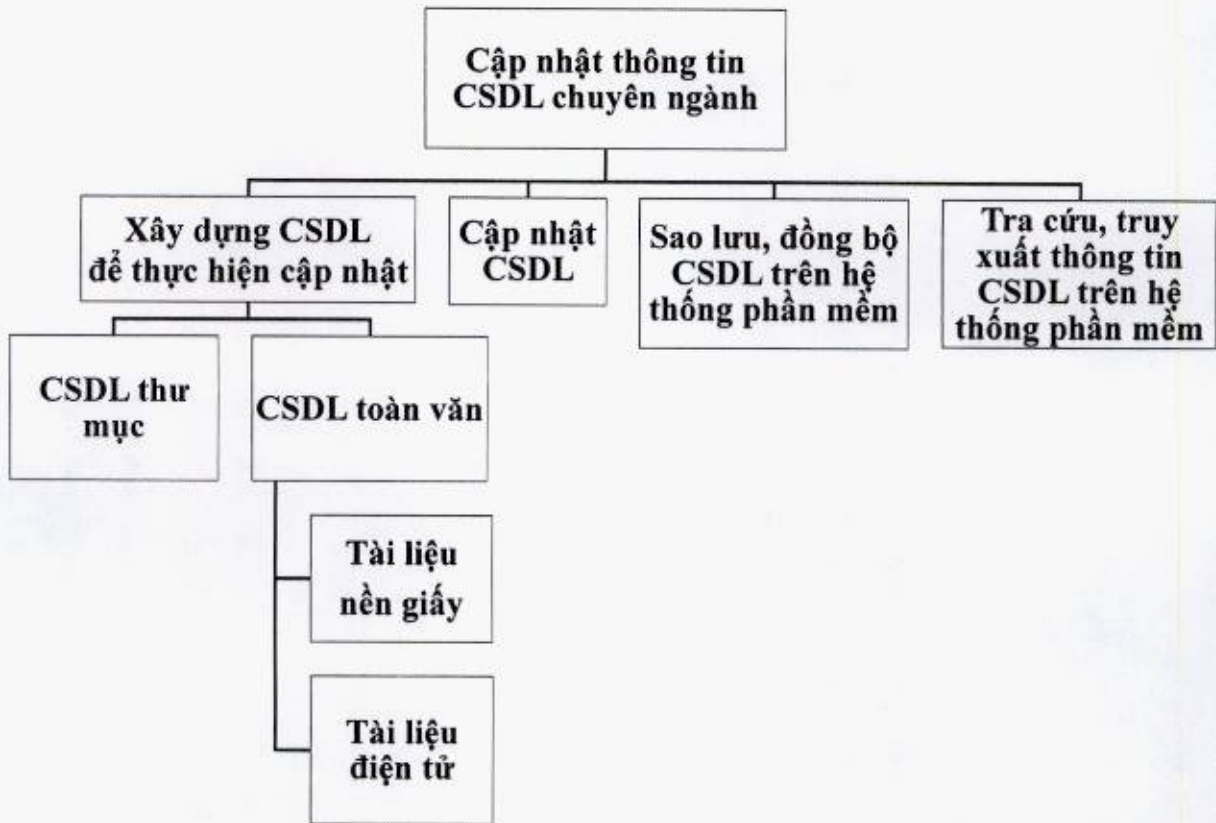 Cập nhật thông tin
CSDL chuyên ngành
Xây dựng CSDL
để thực hiện cập nhật
Cập nhật
CSDL
Sao lưu, đồng bộ
CSDL trên hệ
thống phần mềm
Tra cứu, truy
xuất thông tin
CSDL trên hệ
thống phần mềm
CSDL thư
mục
CSDL toàn văn
Tài liệu
nền giấy
Tài liệu
điện tử